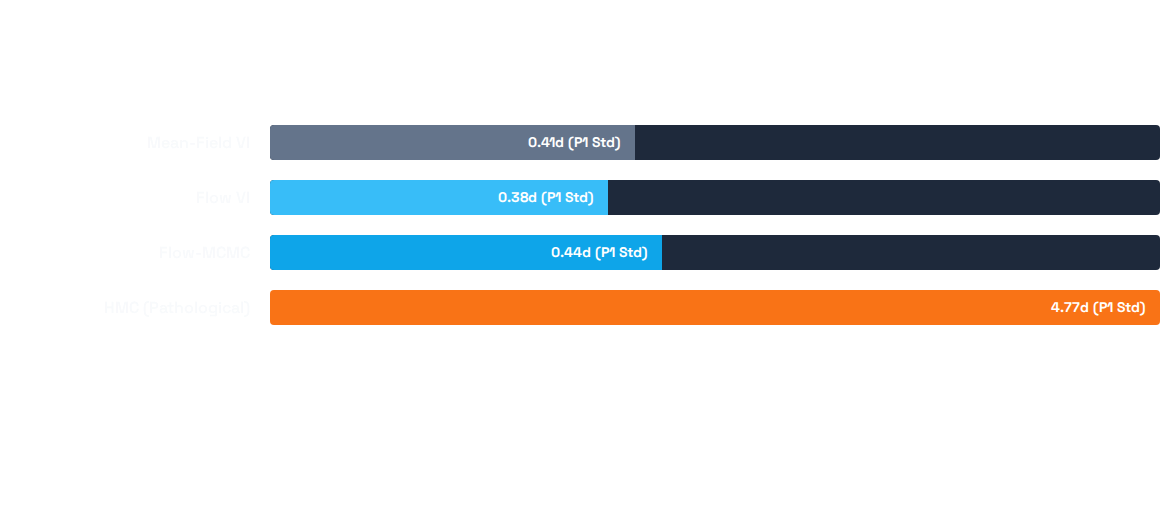 Mean-Field VI
0.41d (P1 Std)
Flow VI
0.38d (P1 Std)
Flow-MCMC
0.44d (P1 Std)
HMC (Pathological)
4.77d (P1 Std)